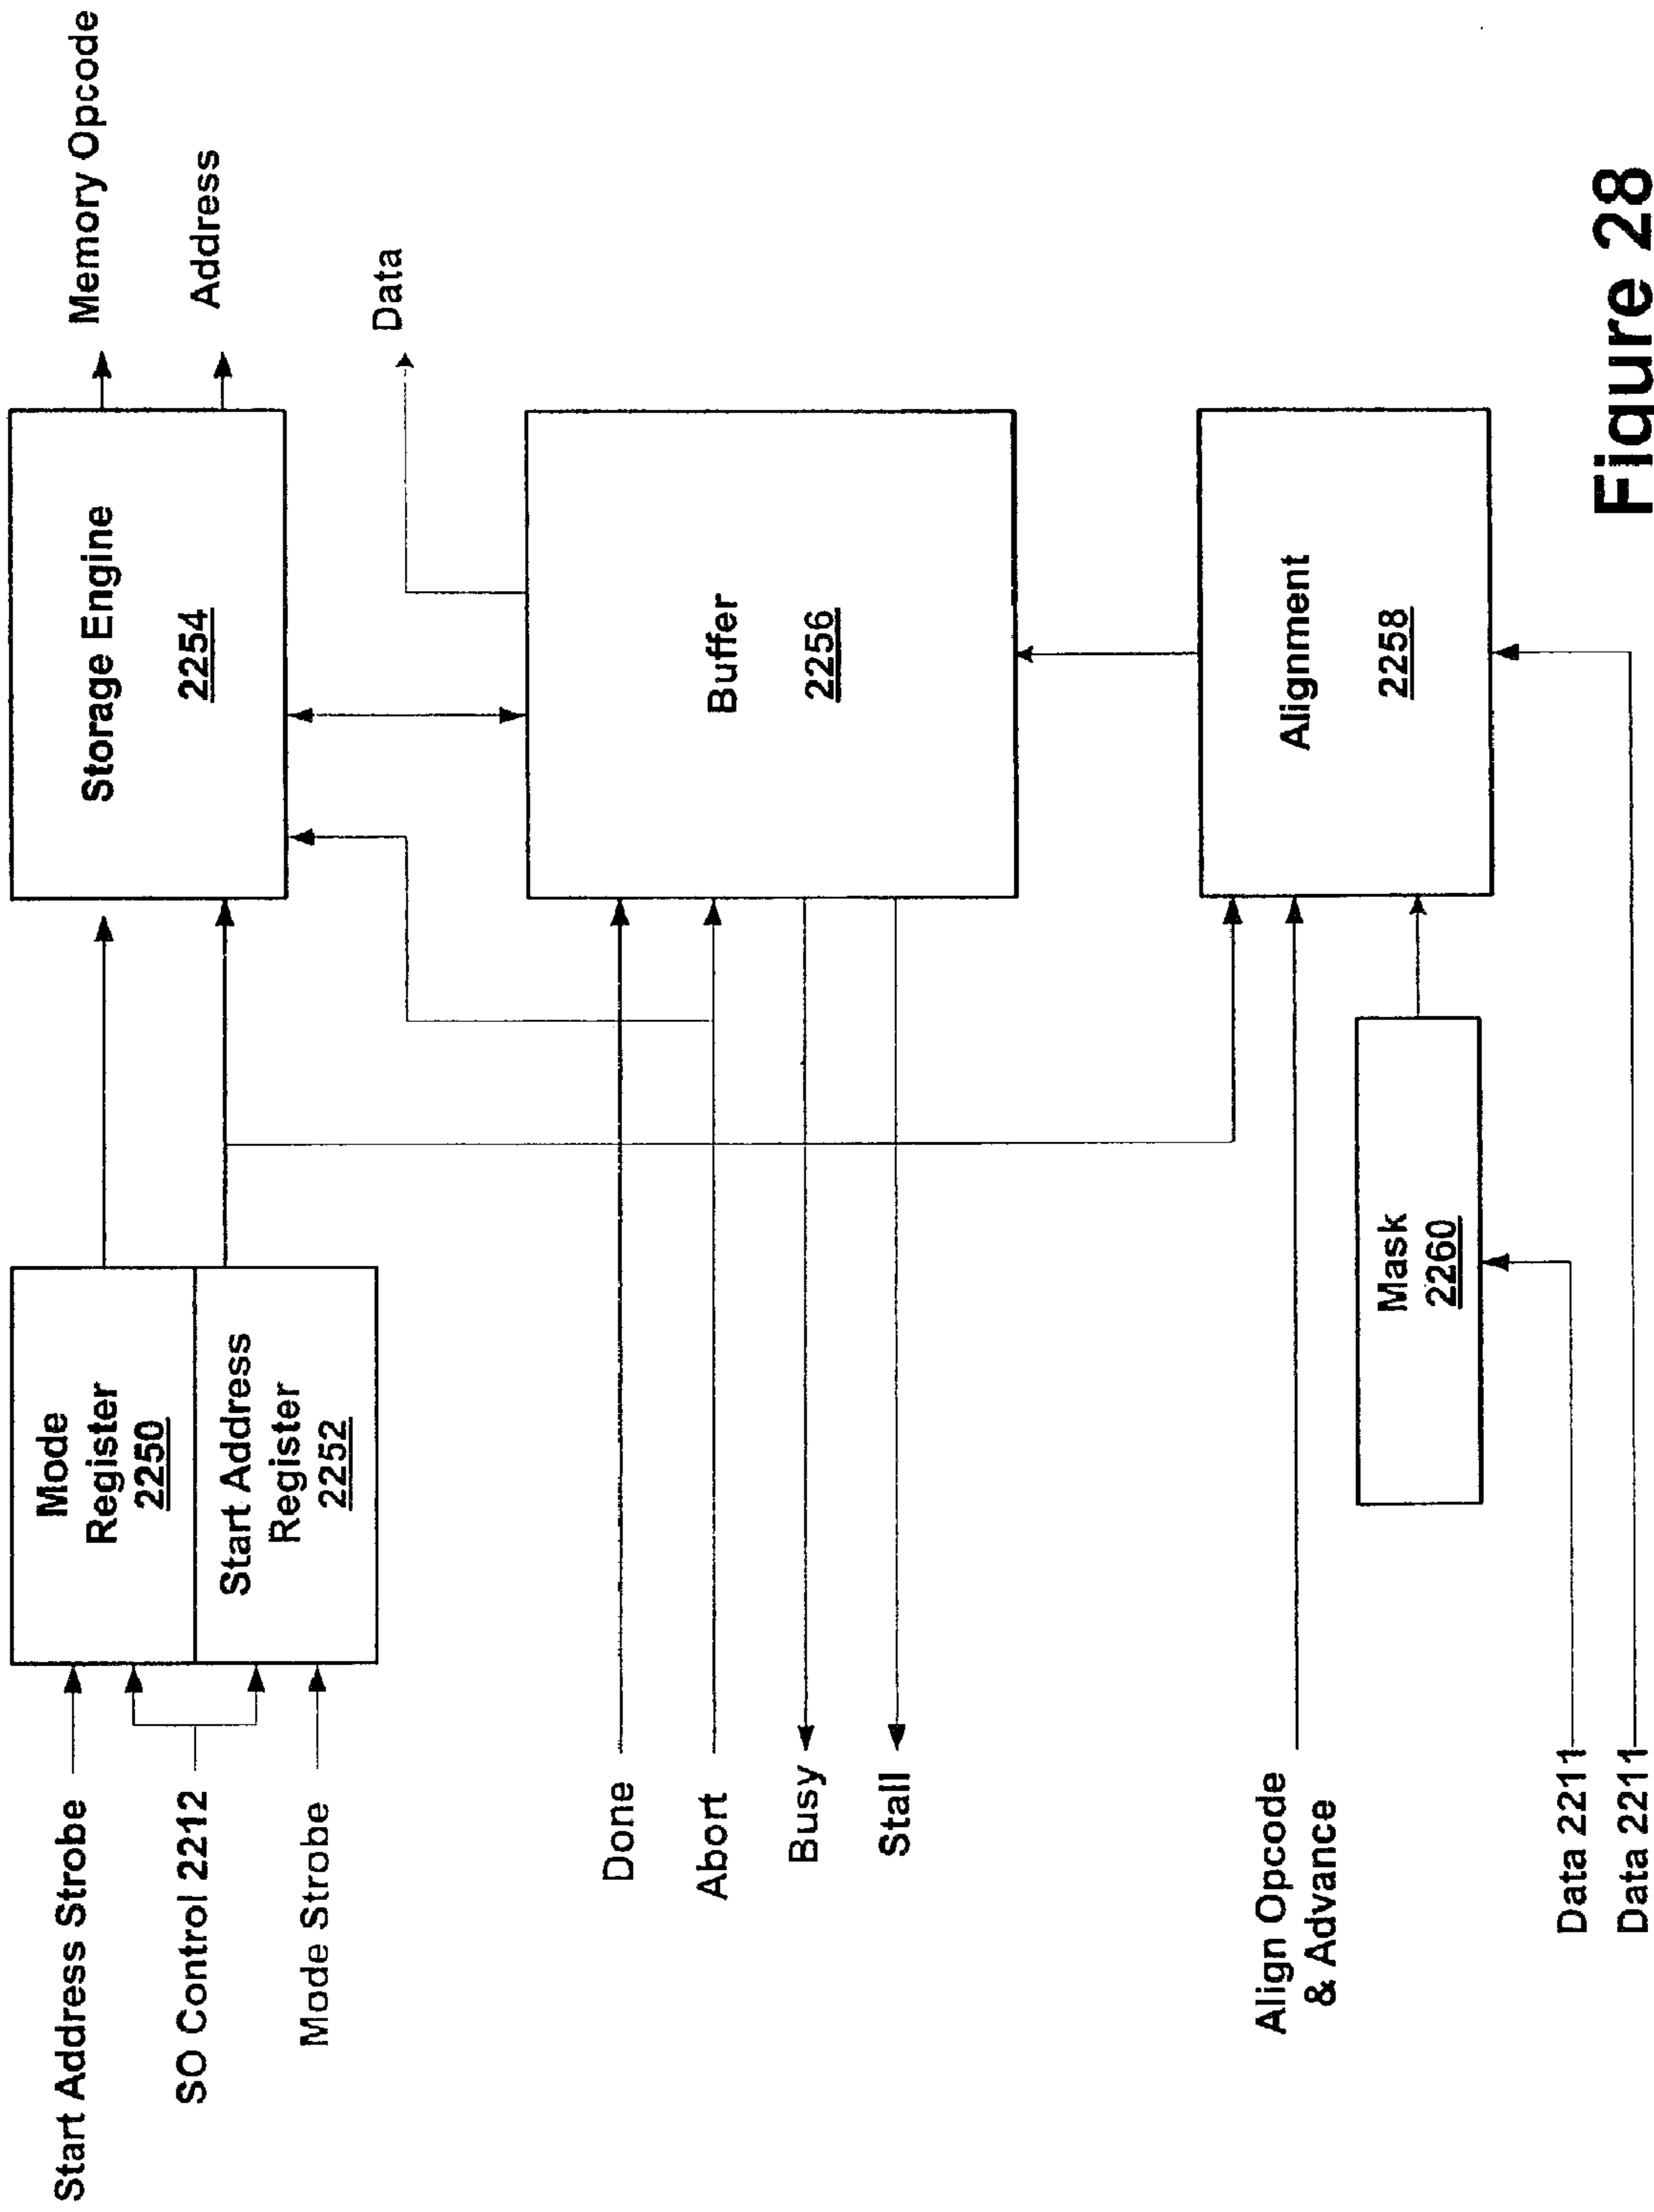 Start Address Strobe
SO Control 2212
Mode Strobe
Mode
Register
2250
Start Address
Register
2252
Storage Engine
2254
Memory Opcode
Address
Data
Done
Abort
Busy
Stall
Buffer
2256
Align Opcode
& Advance
Alignment
2258
Mask
2260
Data 2211
Data 2211
Figure 28